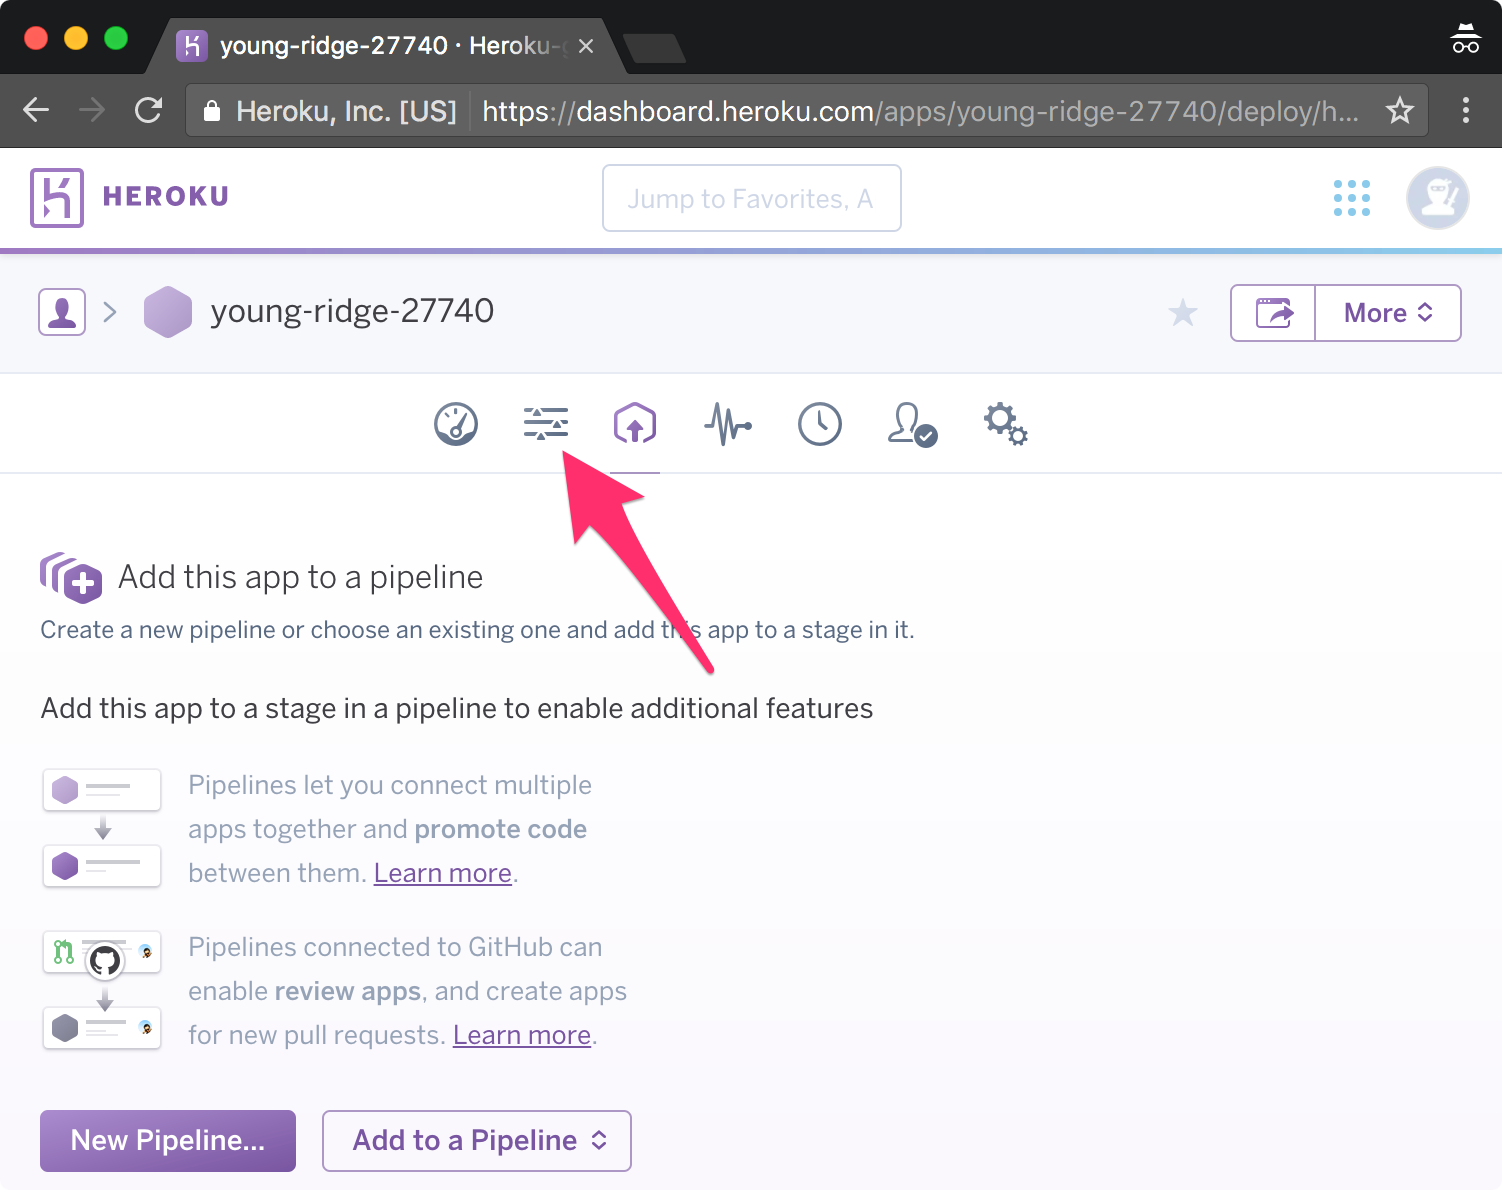 young-ridge-27740 · Heroku-
Heroku, Inc. [US]
https://dashboard.heroku.com/apps/young-ridge-27740/deploy/h...
HEROKU
Jump to Favorites, A
young-ridge-27740
More
Add this app to a pipeline
Create a new pipeline or choose an existing one and add this app to a stage in it.
Add this app to a stage in a pipeline to enable additional features
Pipelines let you connect multiple
apps together and promote code
between them. Learn more.
Pipelines connected to GitHub can
enable review apps, and create apps
for new pull requests. Learn more.
New Pipeline...
Add to a Pipeline